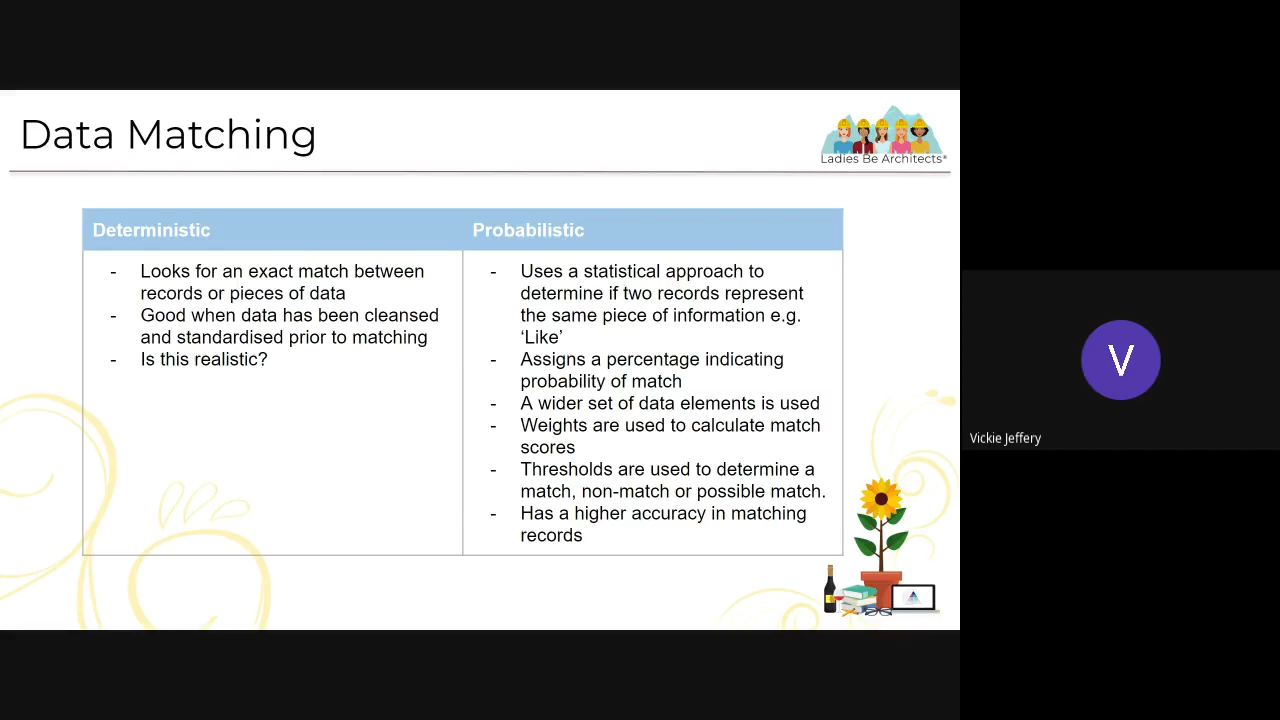 Data Matching
Ladies Be Architects*
Deterministic
- Looks for an exact match between
records or pieces of data
- Good when data has been cleansed
and standardised prior to matching
- Is this realistic?
Probabilistic
- Uses a statistical approach to
determine if two records represent
the same piece of information e.g.
‘Like’
- Assigns a percentage indicating
probability of match
- A wider set of data elements is used
- Weights are used to calculate match
scores
- Thresholds are used to determine a
match, non-match or possible match.
- Has a higher accuracy in matching
records
V
Vickie Jeffery